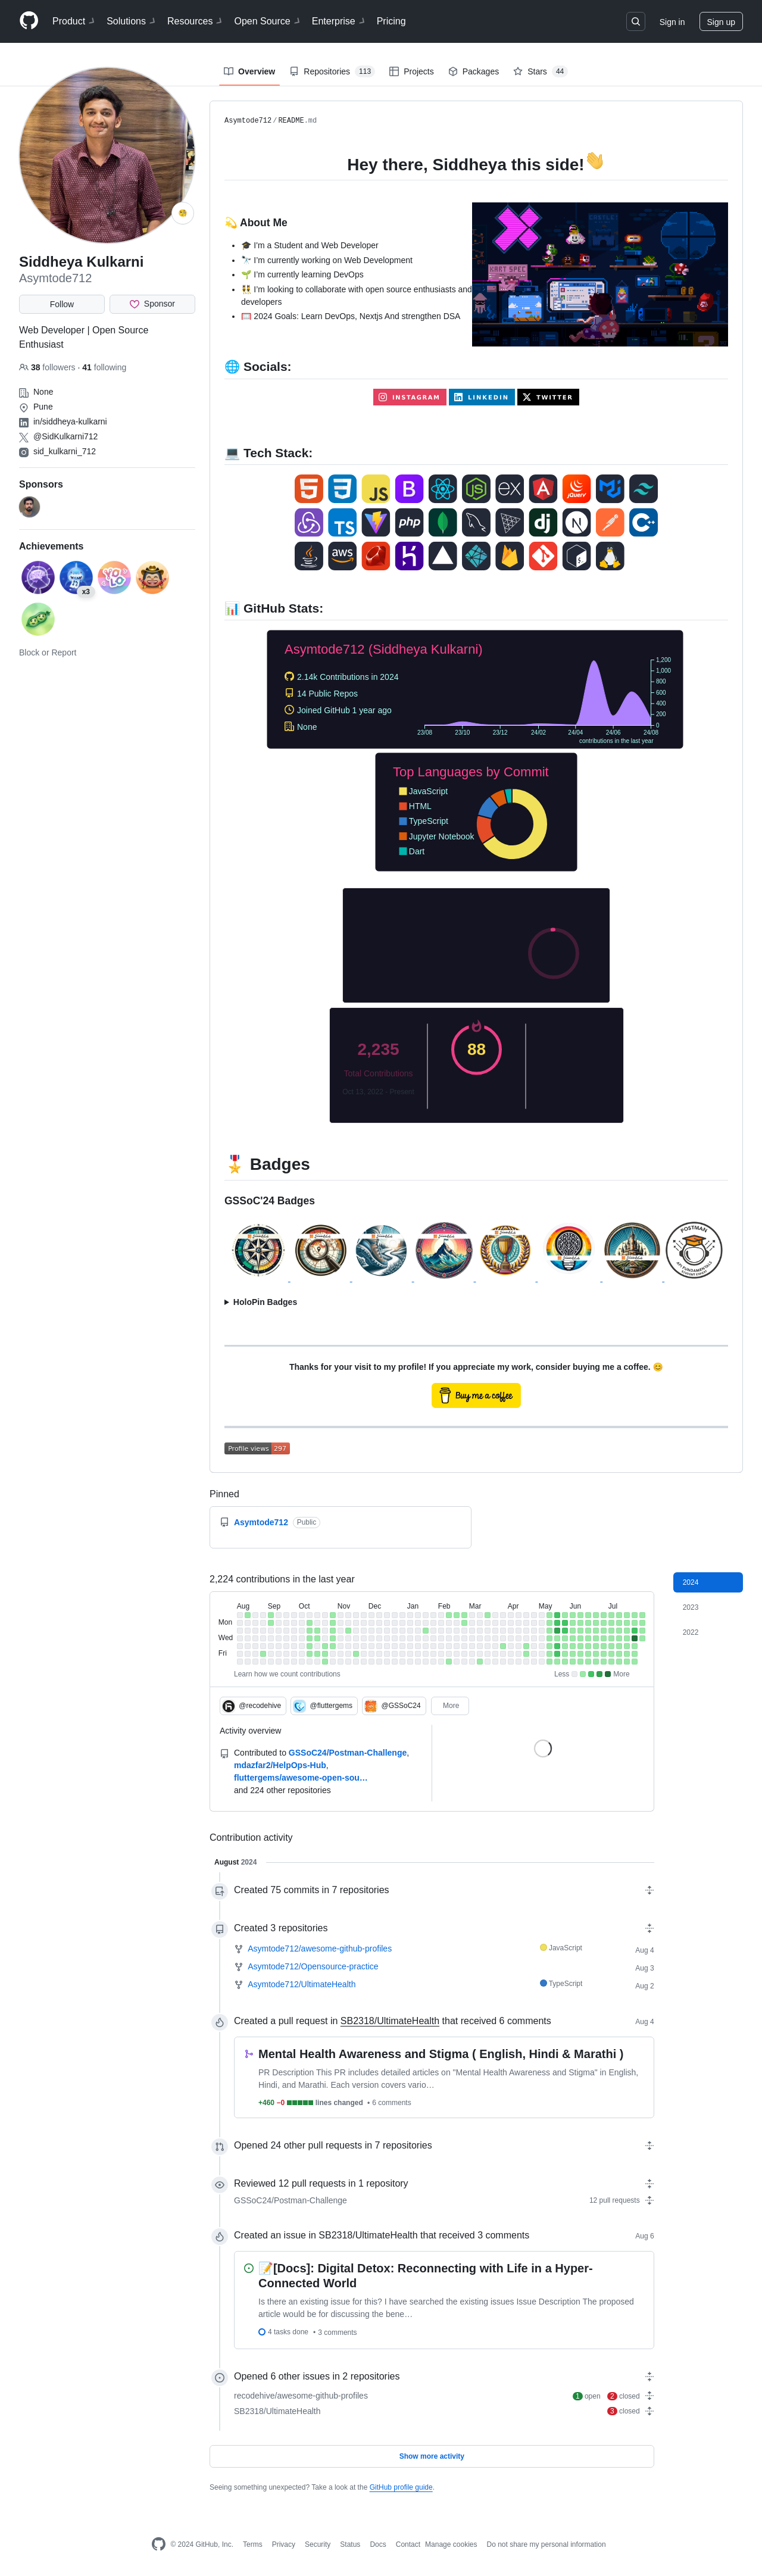 Product Solutions Resources Open Source Enterprise Pricing Sign in Sign up
Overview Repositories 113 Projects Packages Stars 44
Siddheya Kulkarni
Asymtode712
Follow Sponsor
Web Developer | Open Source
Enthusiast
38 followers · 41 following
None
Pune
in/siddheya-kulkarni
@SidKulkarni712
sid_kulkarni_712
Sponsors
Achievements
x3
YOLO
Block or Report
Asymtode712/README.md
Hey there, Siddheya this side!👋
💫 About Me
🎓 I'm a Student and Web Developer
🔭 I'm currently working on Web Development
🌱 I'm currently learning DevOps
👯 I'm looking to collaborate with open source enthusiasts and
developers
🥅 2024 Goals: Learn DevOps, Nextjs And strengthen DSA
🌐 Socials:
INSTAGRAM LINKEDIN TWITTER
💻 Tech Stack:
JS B ex jQuery
TS php dj N C++
aws
📊 GitHub Stats:
Asymtode712 (Siddheya Kulkarni)
2.14k Contributions in 2024
14 Public Repos
Joined GitHub 1 year ago
None
1,200
1,000
800
600
400
200
0
23/08 23/10 23/12 24/02 24/04 24/06 24/08
contributions in the last year
Top Languages by Commit
JavaScript
HTML
TypeScript
Jupyter Notebook
Dart
2,235
88
Total Contributions
Oct 13, 2022 - Present
🎖️ Badges
GSSoC'24 Badges
POSTMAN
API FUNDAMENTALS
STUDENT EXPERT
HoloPin Badges
Thanks for your visit to my profile! If you appreciate my work, consider buying me a coffee. 😊
Buy me a coffee
Profile views 297
Pinned
Asymtode712 Public
2,224 contributions in the last year
2024
2023
2022
Aug Sep Oct Nov Dec Jan Feb Mar Apr May Jun Jul
Mon
Wed
Fri
Learn how we count contributions Less More
@recodehive @fluttergems @GSSoC24 More
Activity overview
Contributed to GSSoC24/Postman-Challenge,
mdazfar2/HelpOps-Hub,
fluttergems/awesome-open-sou…
and 224 other repositories
Contribution activity
August 2024
Created 75 commits in 7 repositories
Created 3 repositories
Asymtode712/awesome-github-profiles JavaScript Aug 4
Asymtode712/Opensource-practice Aug 3
Asymtode712/UltimateHealth TypeScript Aug 2
Created a pull request in SB2318/UltimateHealth that received 6 comments Aug 4
Mental Health Awareness and Stigma ( English, Hindi & Marathi )
PR Description This PR includes detailed articles on "Mental Health Awareness and Stigma" in English,
Hindi, and Marathi. Each version covers vario…
+460 −0 lines changed • 6 comments
Opened 24 other pull requests in 7 repositories
Reviewed 12 pull requests in 1 repository
GSSoC24/Postman-Challenge 12 pull requests
Created an issue in SB2318/UltimateHealth that received 3 comments Aug 6
📝[Docs]: Digital Detox: Reconnecting with Life in a Hyper-
Connected World
Is there an existing issue for this? I have searched the existing issues Issue Description The proposed
article would be for discussing the bene…
4 tasks done • 3 comments
Opened 6 other issues in 2 repositories
recodehive/awesome-github-profiles 1 open 2 closed
SB2318/UltimateHealth 3 closed
Show more activity
Seeing something unexpected? Take a look at the GitHub profile guide.
© 2024 GitHub, Inc. Terms Privacy Security Status Docs Contact Manage cookies Do not share my personal information